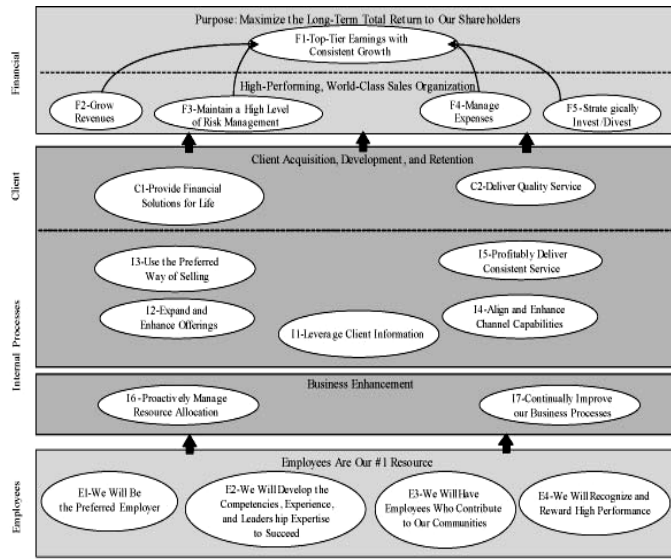 Purpose: Maximize the Long-Term Total Return to Our Shareholders
F1-Top-Tier Earnings with
Consistent Growth
Financial
High-Performing, World-Class Sales Organization
F2-Grow
Revenues
F3-Maintain a High Level
of Risk Management
F4-Manage
Expenses
F5-Strate gically
Invest/Divest
Client Acquisition, Development, and Retention
Client
C1-Provide Financial
Solutions for Life
C2-Deliver Quality Service
Internal Processes
I3-Use the Preferred
Way of Selling
I5-Profitably Deliver
Consistent Service
I2-Expand and
Enhance Offerings
I1-Leverage Client Information
I4-Align and Enhance
Channel Capabilities
Business Enhancement
I6-Proactively Manage
Resource Allocation
I7-Continually Improve
our Business Processes
Employees
Employees Are Our #1 Resource
E1-We Will Be
the Preferred Employer
E2-We Will Develop the
Competencies, Experience,
and Leadership Expertise
to Succeed
E3-We Will Have
Employees Who Contribute
to Our Communities
E4-We Will Recognize and
Reward High Performance